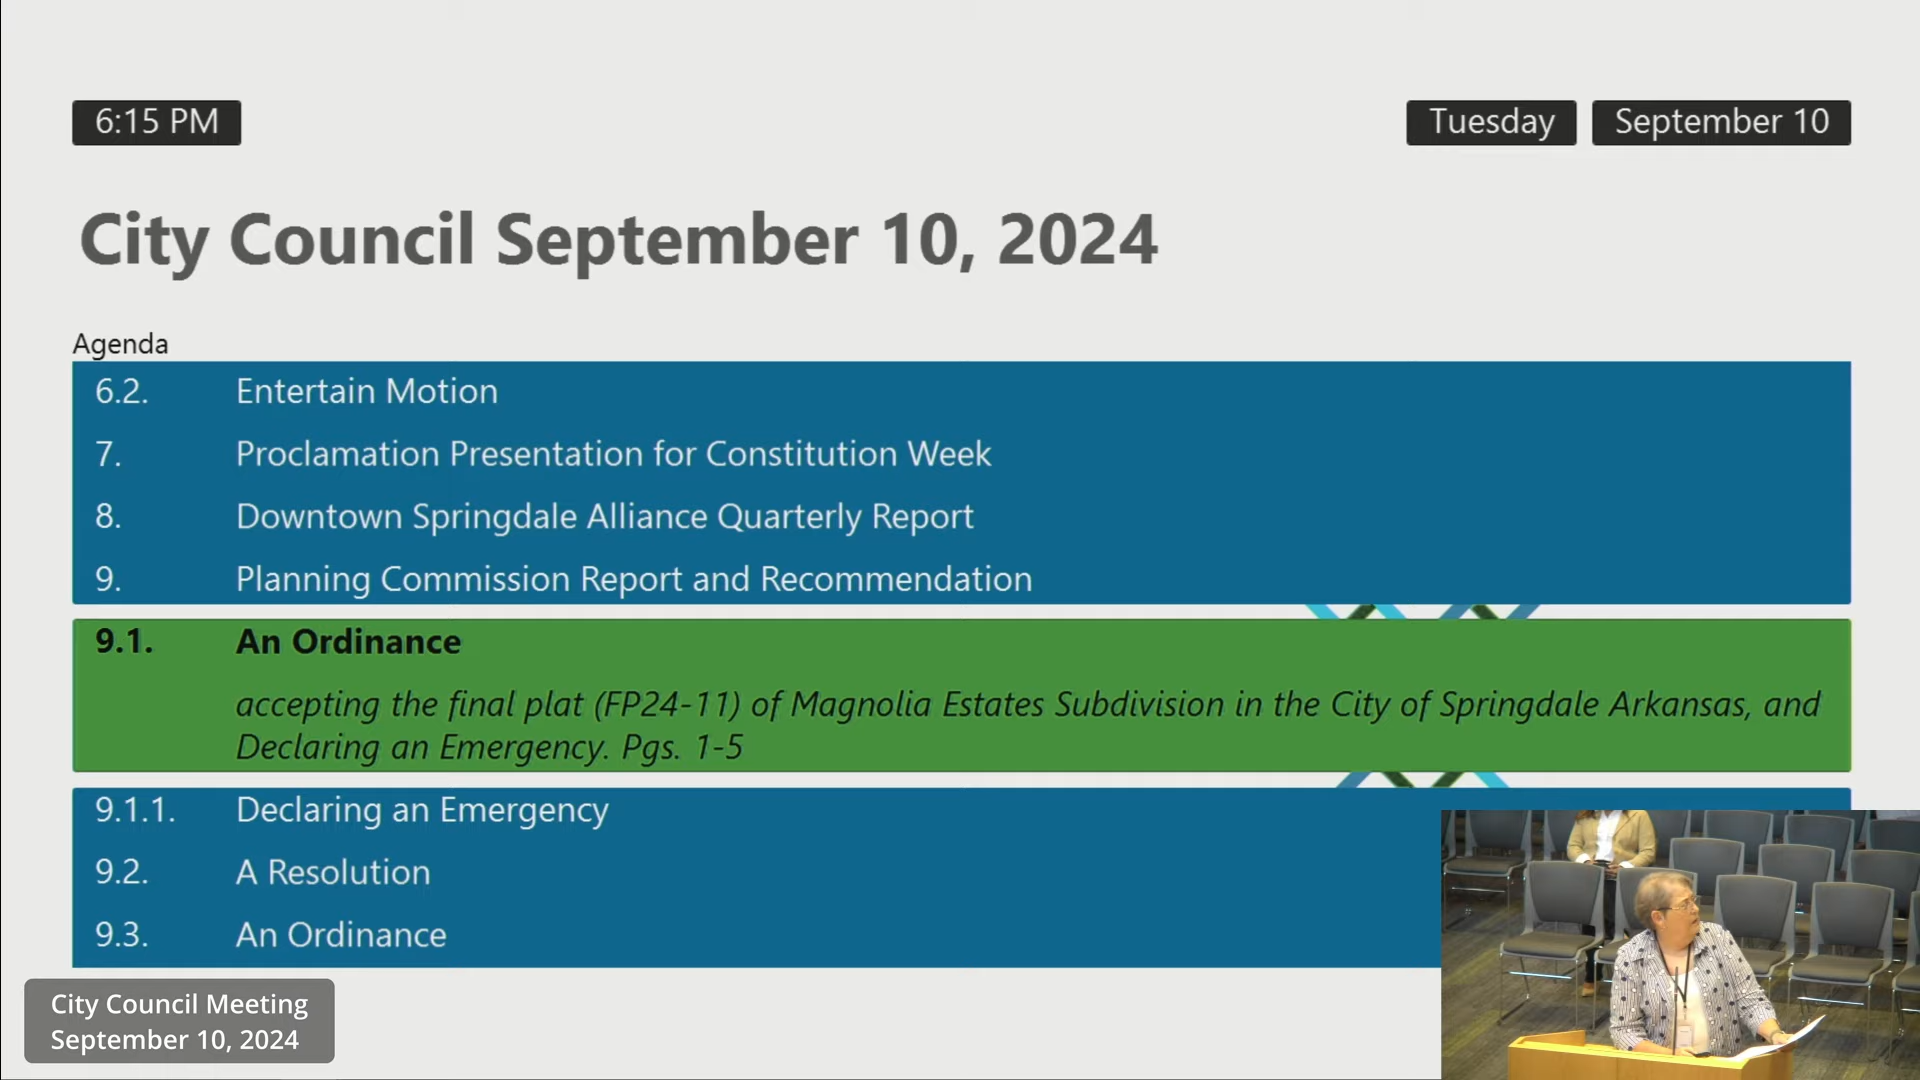 6:15 PM
Tuesday
September 10
City Council September 10, 2024
Agenda
6.2. Entertain Motion
7. Proclamation Presentation for Constitution Week
8. Downtown Springdale Alliance Quarterly Report
9. Planning Commission Report and Recommendation
9.1. An Ordinance
accepting the final plat (FP24-11) of Magnolia Estates Subdivision in the City of Springdale Arkansas, and
Declaring an Emergency. Pgs. 1-5
9.1.1. Declaring an Emergency
9.2. A Resolution
9.3. An Ordinance
City Council Meeting
September 10, 2024